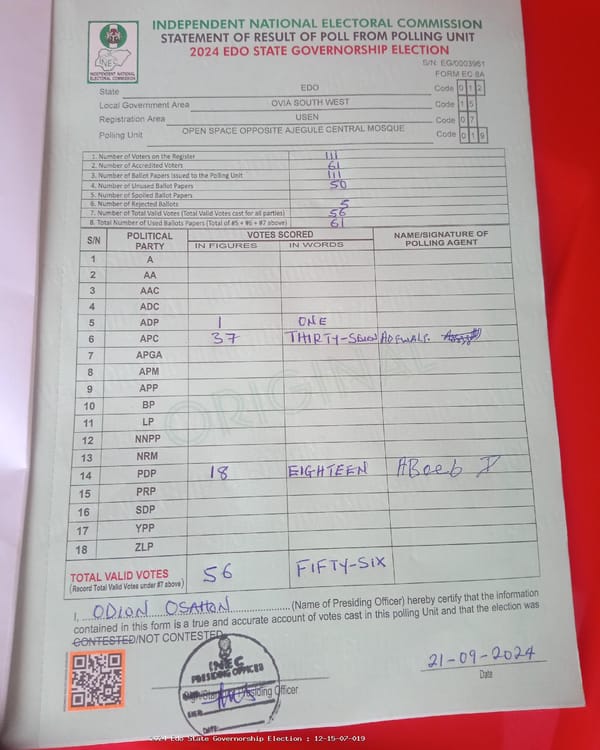 INDEPENDENT NATIONAL ELECTORAL COMMISSION
STATEMENT OF RESULT OF POLL FROM POLLING UNIT
2024 EDO STATE GOVERNORSHIP ELECTION
INEC
INDEPENDENT NATIONAL ELECTORAL COMMISSION
S/N: EG/0003961
FORM EC 8A
State EDO Code 0 1 2
Local Government Area OVIA SOUTH WEST Code 1 5
Registration Area USEN Code 0 7
Polling Unit OPEN SPACE OPPOSITE AJEGULE CENTRAL MOSQUE Code 0 1 9
1. Number of Voters on the Register 111
2. Number of Accredited Voters 61
3. Number of Ballot Papers Issued to the Polling Unit 111
4. Number of Unused Ballot Papers 50
5. Number of Spoiled Ballot Papers
6. Number of Rejected Ballots 5
7. Number of Total Valid Votes (Total Valid Votes cast for all parties) 56
8. Total Number of Used Ballots Papers (Total of #5 + #6 + #7 above) 61
S/N POLITICAL PARTY VOTES SCORED NAME/SIGNATURE OF POLLING AGENT
IN FIGURES IN WORDS
1 A
2 AA
3 AAC
4 ADC
5 ADP 1 ONE
6 APC 37 THIRTY-SEVEN ADEWALE.
7 APGA
8 APM
9 APP
10 BP
11 LP
12 NNPP
13 NRM
14 PDP 18 EIGHTEEN
15 PRP
16 SDP
17 YPP
18 ZLP
ORIGINAL
TOTAL VALID VOTES 56 FIFTY-SIX
(Record Total Valid Votes under #7 above)
I, ODION OSAHON (Name of Presiding Officer) hereby certify that the information
contained in this form is a true and accurate account of votes cast in this polling Unit and that the election was
CONTESTED/NOT CONTESTED.
INEC
PRESIDING OFFICER
Presiding Officer
DATE
21-09-2024
Date
2024 Edo State Governorship Election : 12-15-07-019